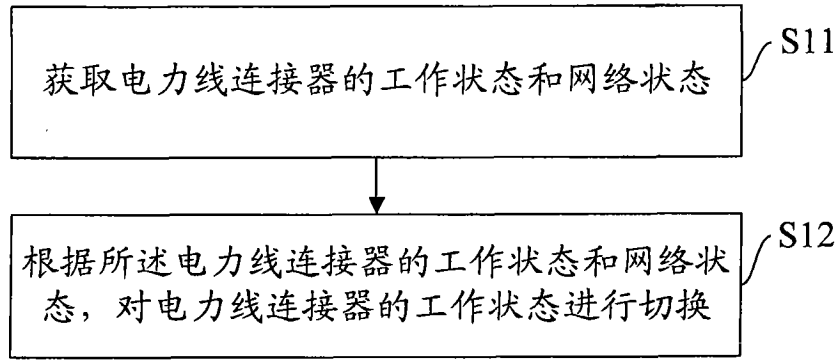 S11
获取电力线连接器的工作状态和网络状态
S12
根据所述电力线连接器的工作状态和网络状
态，对电力线连接器的工作状态进行切换